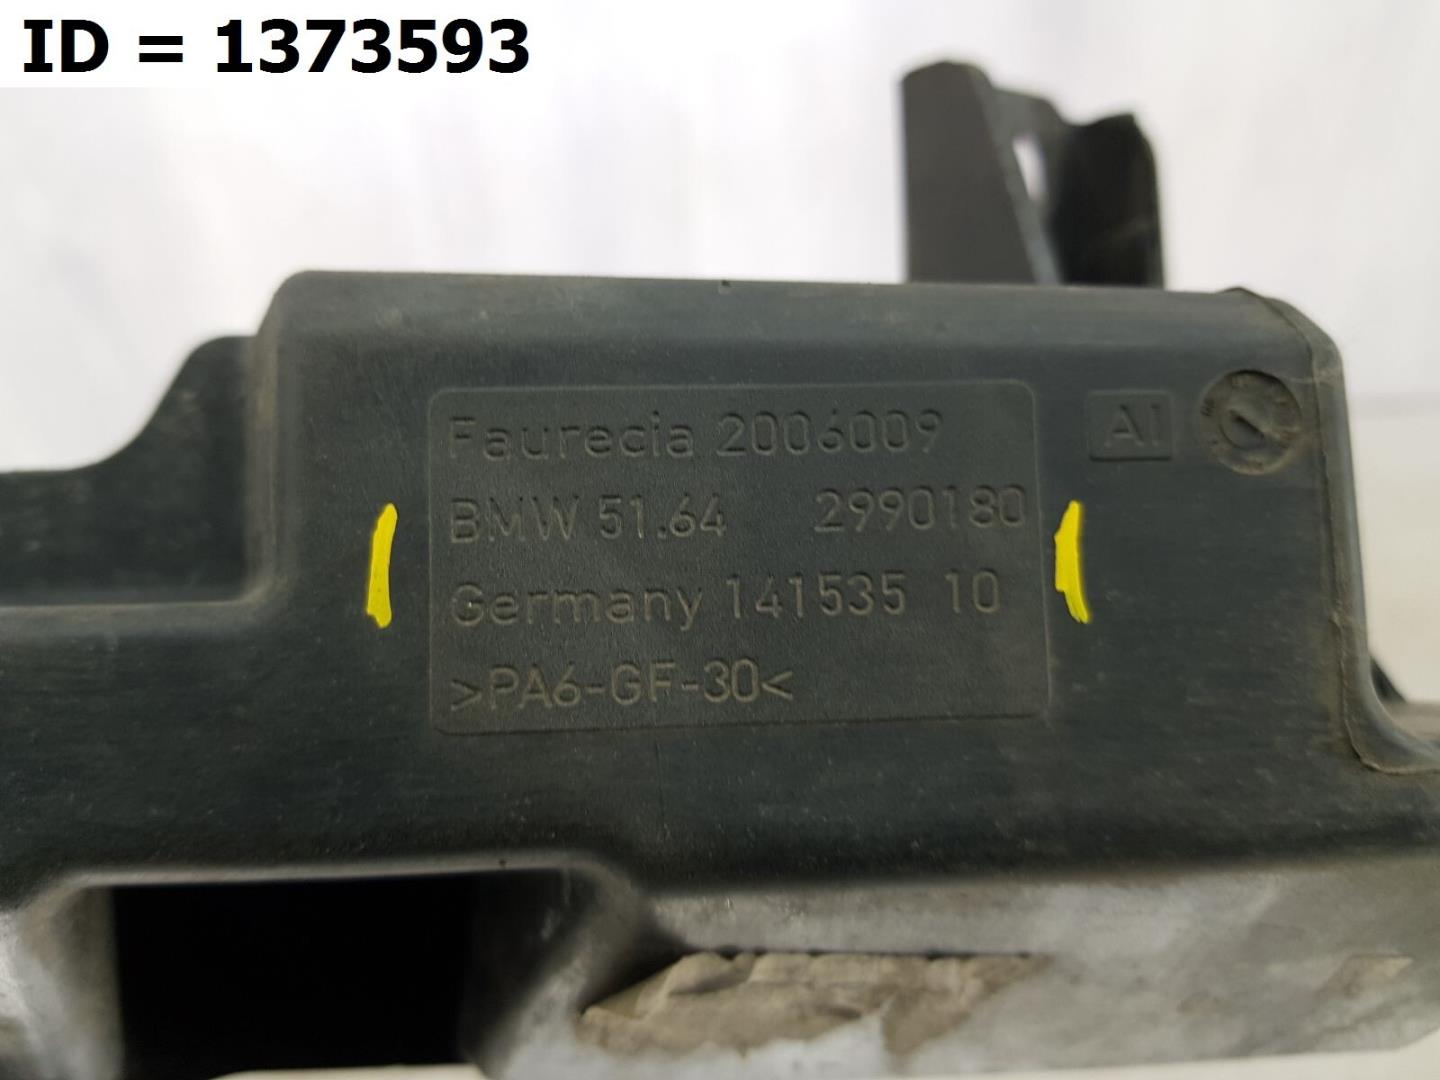 ID = 1373593
Faurecia 2006009 AI
BMW 51.64 2990180
Germany 141535 10
>PA6-GF-30<